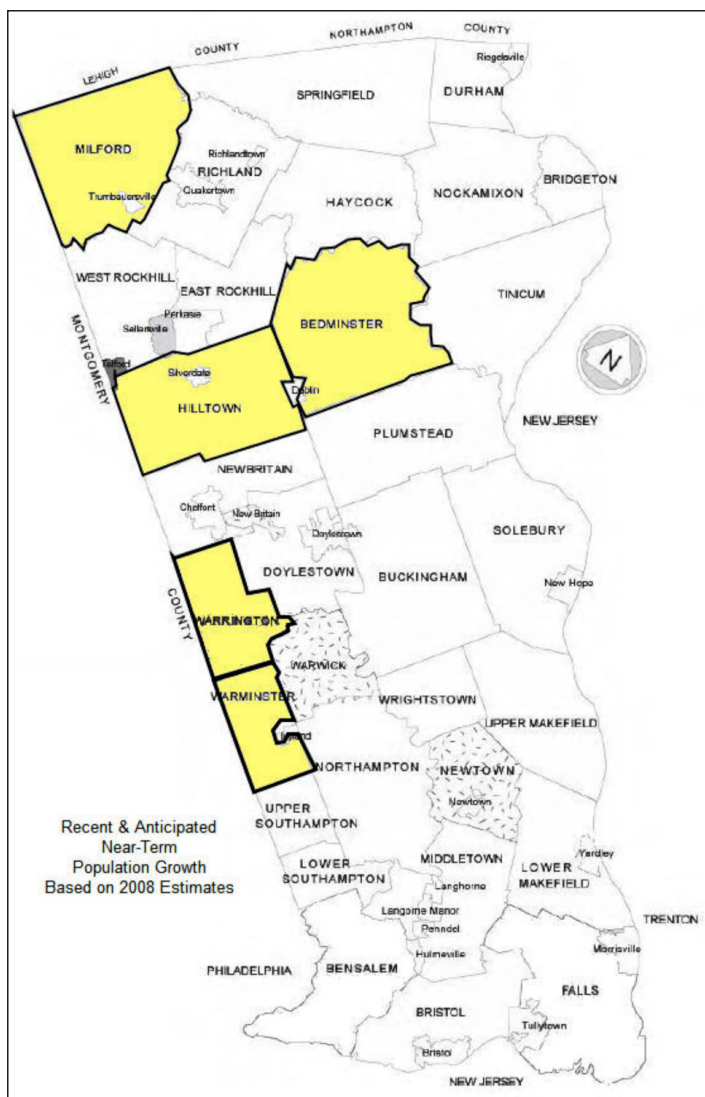 NORTHAMPTON
COUNTY
COUNTY
LEHIGH
Riegelsville
SPRINGFIELD
DURHAM
MILFORD
Richlandtown
RICHLAND
Quakertown
Trumbauersville
HAYCOCK
NOCKAMIXON
BRIDGETON
WEST ROCKHILL
EAST ROCKHILL
TINICUM
Perkasie
Sellersville
BEDMINSTER
MONTGOMERY
Telford
Silverdale
Dublin
HILLTOWN
N
NEW JERSEY
PLUMSTEAD
NEWBRITAIN
Chalfont
New Britain
Doylestown
SOLEBURY
DOYLESTOWN
BUCKINGHAM
New Hope
COUNTY
WARRINGTON
WARWICK
WARMINSTER
WRIGHTSTOWN
UPPER MAKEFIELD
Ivyland
NORTHAMPTON
NEWTOWN
Newtown
UPPER
SOUTHAMPTON
Recent & Anticipated
Near-Term
Population Growth
Based on 2008 Estimates
LOWER
SOUTHAMPTON
MIDDLETOWN
Yardley
LOWER
MAKEFIELD
Langhorne
Langorne Manor
TRENTON
Penndel
Hulmeville
Morrisville
PHILADELPHIA
BENSALEM
FALLS
BRISTOL
Tullytown
Bristol
NEW JERSEY